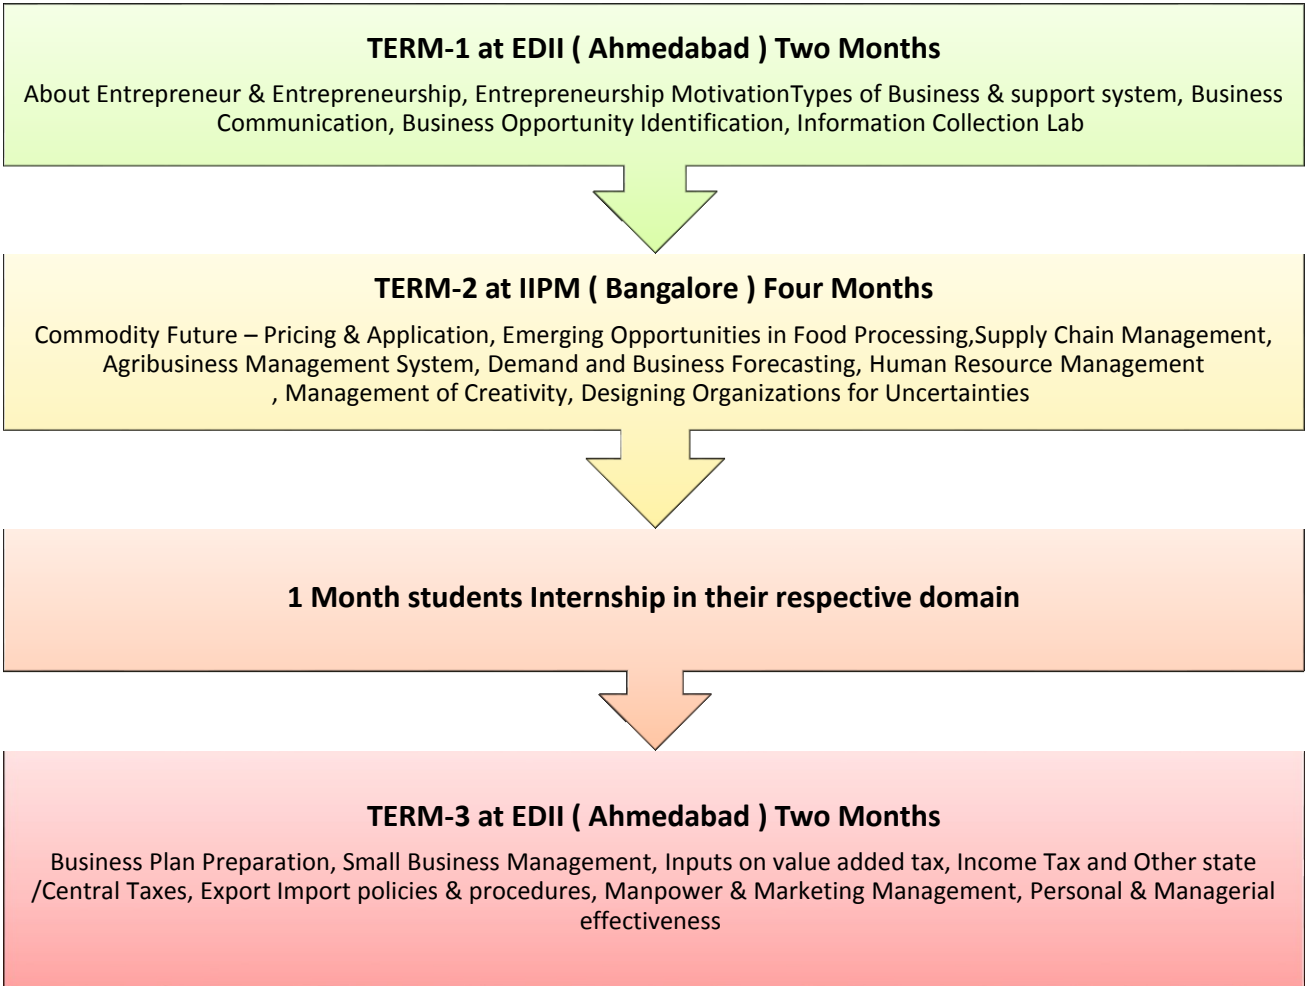 TERM-1 at EDII ( Ahmedabad ) Two Months
About Entrepreneur & Entrepreneurship, Entrepreneurship MotivationTypes of Business & support system, Business
Communication, Business Opportunity Identification, Information Collection Lab
TERM-2 at IIPM ( Bangalore ) Four Months
Commodity Future – Pricing & Application, Emerging Opportunities in Food Processing,Supply Chain Management,
Agribusiness Management System, Demand and Business Forecasting, Human Resource Management
, Management of Creativity, Designing Organizations for Uncertainties
1 Month students Internship in their respective domain
TERM-3 at EDII ( Ahmedabad ) Two Months
Business Plan Preparation, Small Business Management, Inputs on value added tax, Income Tax and Other state
/Central Taxes, Export Import policies & procedures, Manpower & Marketing Management, Personal & Managerial
effectiveness